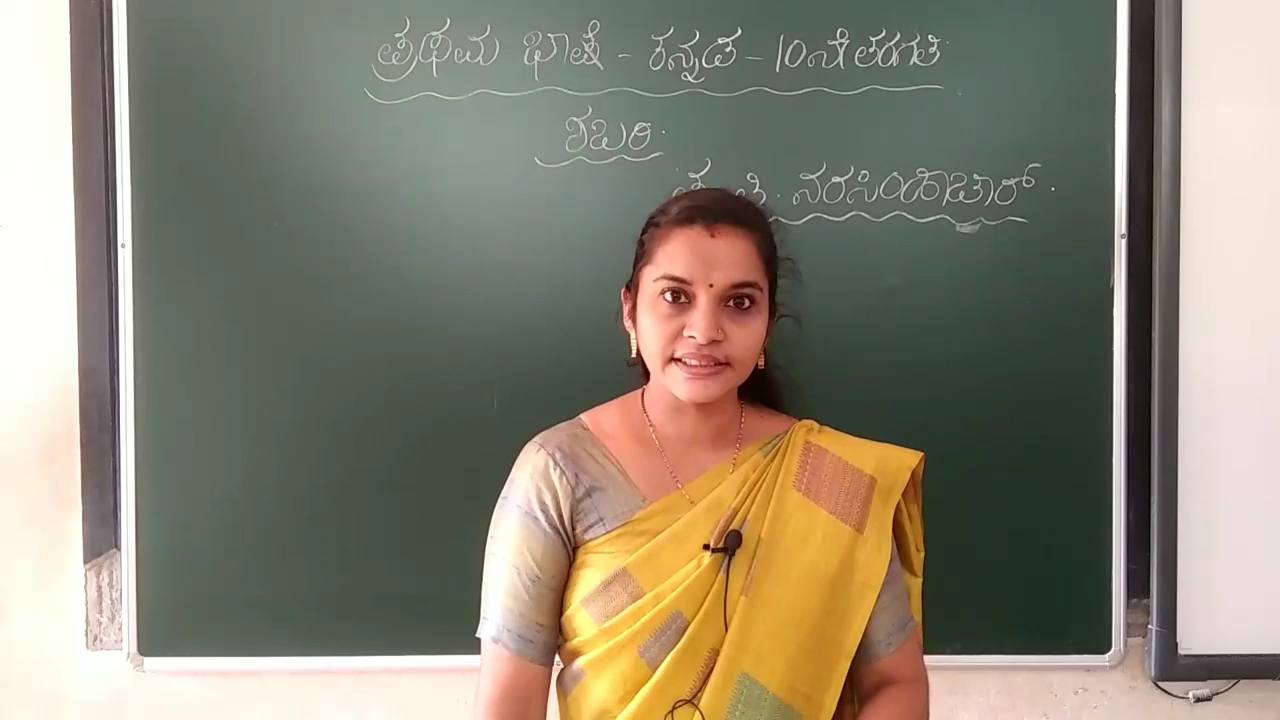 ಪ್ರಥಮ ಭಾಷೆ - ಕನ್ನಡ - 10ನೇ ತರಗತಿ
ಶಬರಿ.
ನರಸಿಂಹಾಚಾರ್.